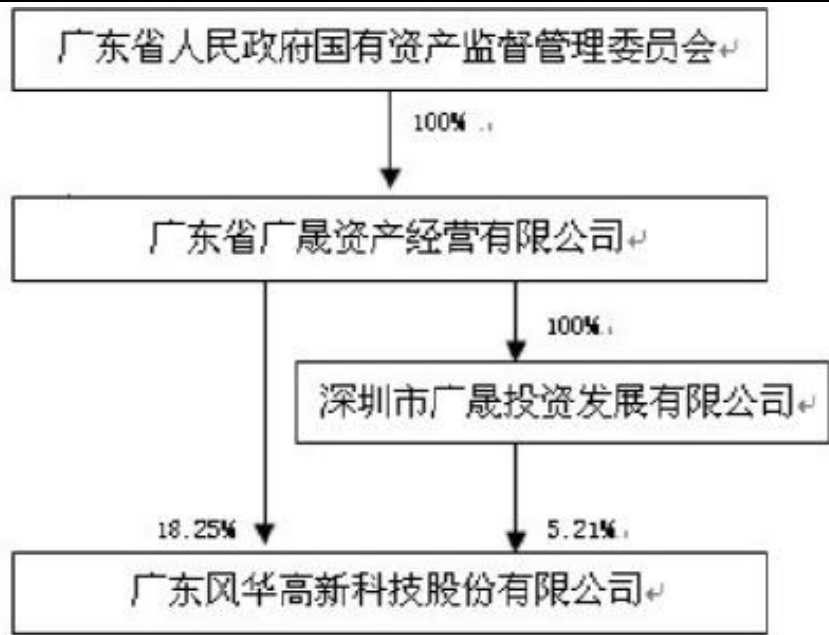 广东省人民政府国有资产监督管理委员会
100%
广东省广晟资产经营有限公司
100%
深圳市广晟投资发展有限公司
18.25%
5.21%
广东风华高新科技股份有限公司